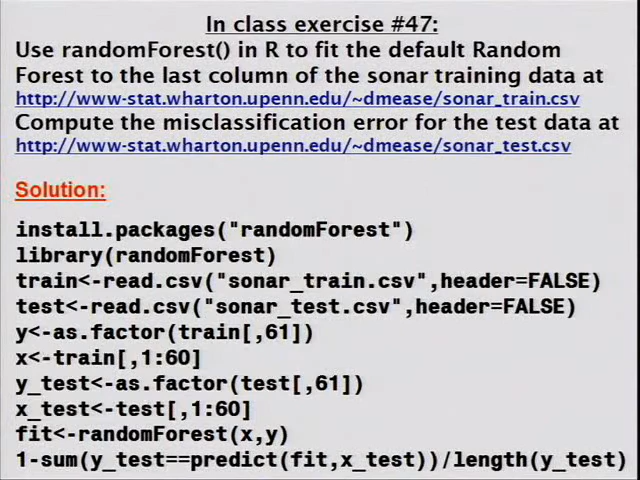 In class exercise #47:
Use randomForest() in R to fit the default Random
Forest to the last column of the sonar training data at
http://www-stat.wharton.upenn.edu/~dmease/sonar_train.csv
Compute the misclassification error for the test data at
http://www-stat.wharton.upenn.edu/~dmease/sonar_test.csv
Solution:
install.packages("randomForest")
library(randomForest)
train<-read.csv("sonar_train.csv",header=FALSE)
test<-read.csv("sonar_test.csv",header=FALSE)
y<-as.factor(train[,61])
x<-train[,1:60]
y_test<-as.factor(test[,61])
x_test<-test[,1:60]
fit<-randomForest(x,y)
1-sum(y_test==predict(fit,x_test))/length(y_test)